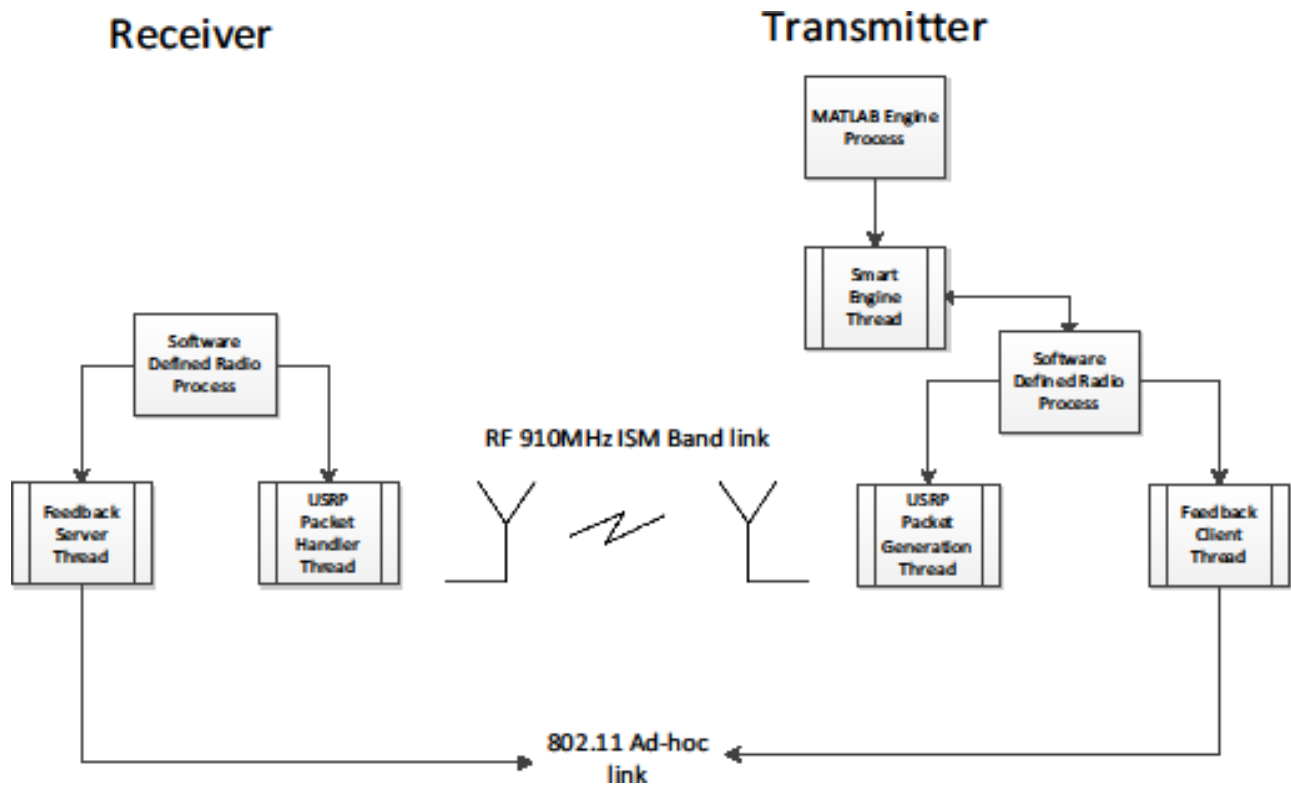 Receiver
Transmitter
MATLAB Engine
Process
Smart
Engine
Thread
Software
Defined Radio
Process
Software
Defined Radio
Process
RF 910MHz ISM Band link
Feedback
Server
Thread
USRP
Packet
Handler
Thread
USRP
Packet
Generation
Thread
Feedback
Client
Thread
802.11 Ad-hoc
link